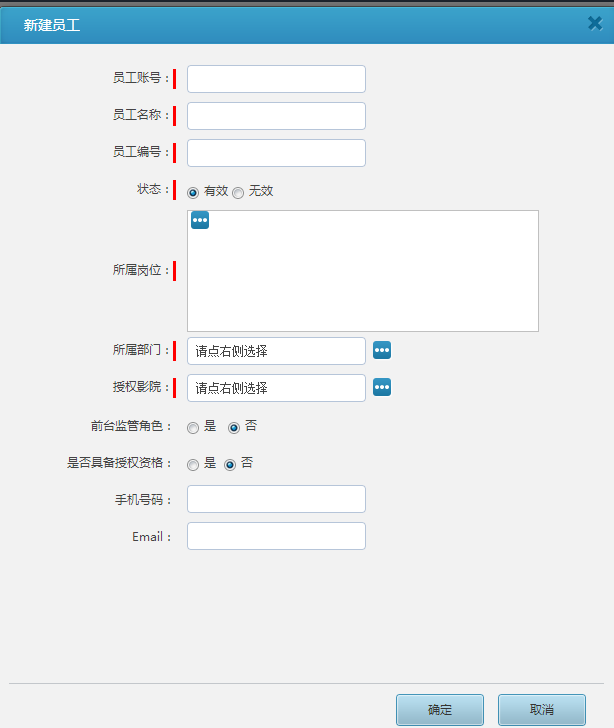 新建员工
员工账号：
员工名称：
员工编号：
状态： 有效 无效
所属岗位：
所属部门： 请点右侧选择
授权影院： 请点右侧选择
前台监管角色： 是 否
是否具备授权资格： 是 否
手机号码：
Email：
确定 取消